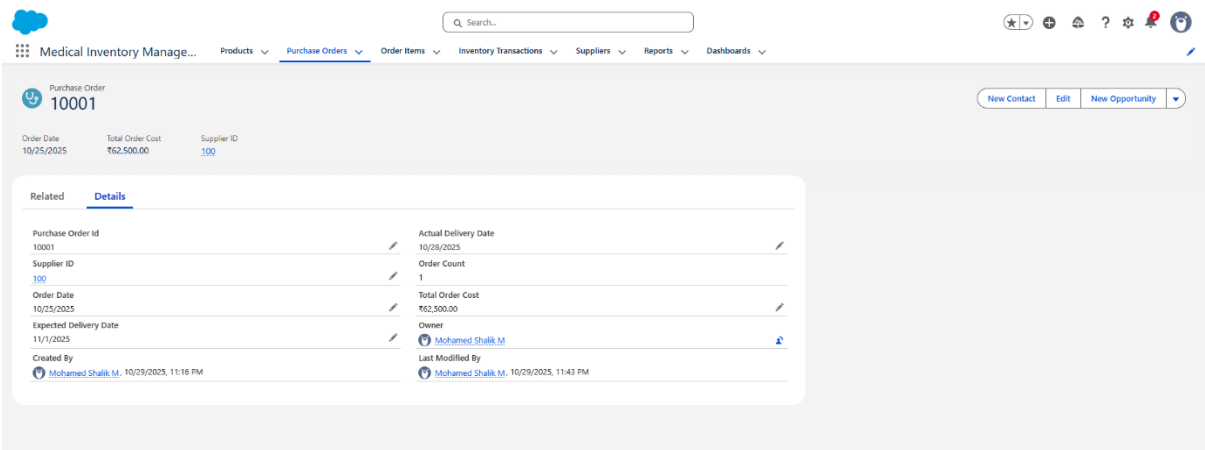 Search...
2
Medical Inventory Manage...
Products
Purchase Orders
Order Items
Inventory Transactions
Suppliers
Reports
Dashboards
Purchase Order
10001
New Contact
Edit
New Opportunity
Order Date
Total Order Cost
Supplier ID
10/25/2025
₹62,500.00
100
Related
Details
Purchase Order Id
10001
Supplier ID
100
Order Date
10/25/2025
Expected Delivery Date
11/1/2025
Created By
Mohamed Shalik M, 10/29/2025, 11:16 PM
Actual Delivery Date
10/28/2025
Order Count
1
Total Order Cost
₹62,500.00
Owner
Mohamed Shalik M
Last Modified By
Mohamed Shalik M, 10/29/2025, 11:43 PM